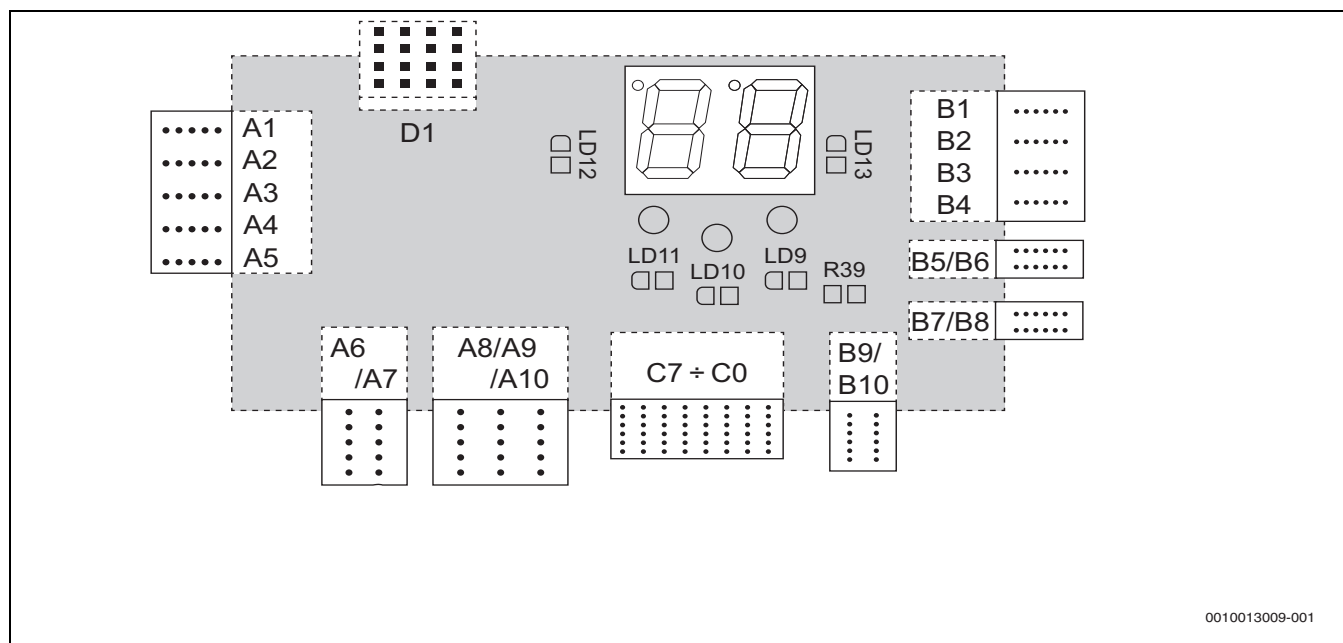 D1
A1
A2
A3
A4
A5
LD12
LD13
B1
B2
B3
B4
LD11
LD10
LD9
R39
B5/B6
B7/B8
A6
/A7
A8/A9
/A10
C7 ÷ C0
B9/
B10
0010013009-001